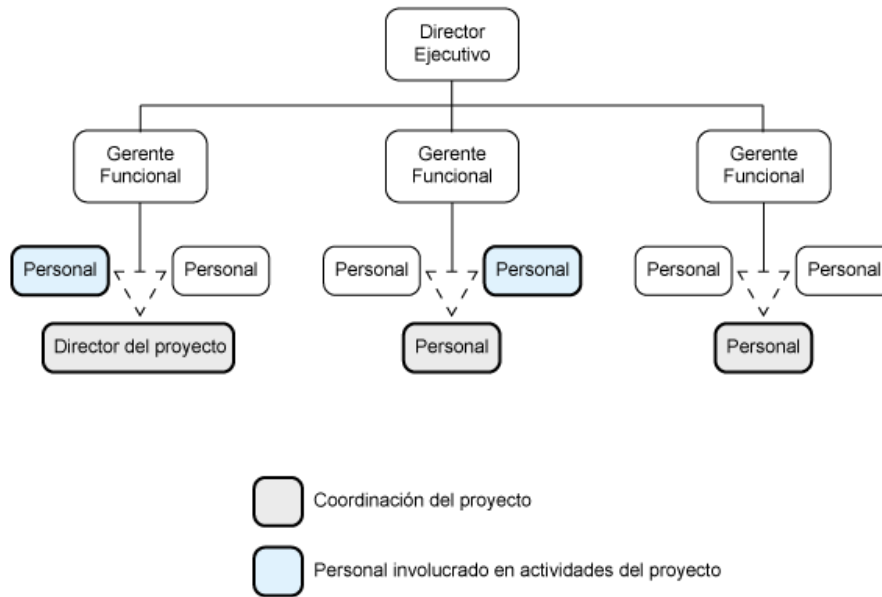 Director
Ejecutivo
Gerente
Funcional
Gerente
Funcional
Gerente
Funcional
Personal
Personal
Personal
Personal
Personal
Personal
Director del proyecto
Personal
Personal
Coordinación del proyecto
Personal involucrado en actividades del proyecto